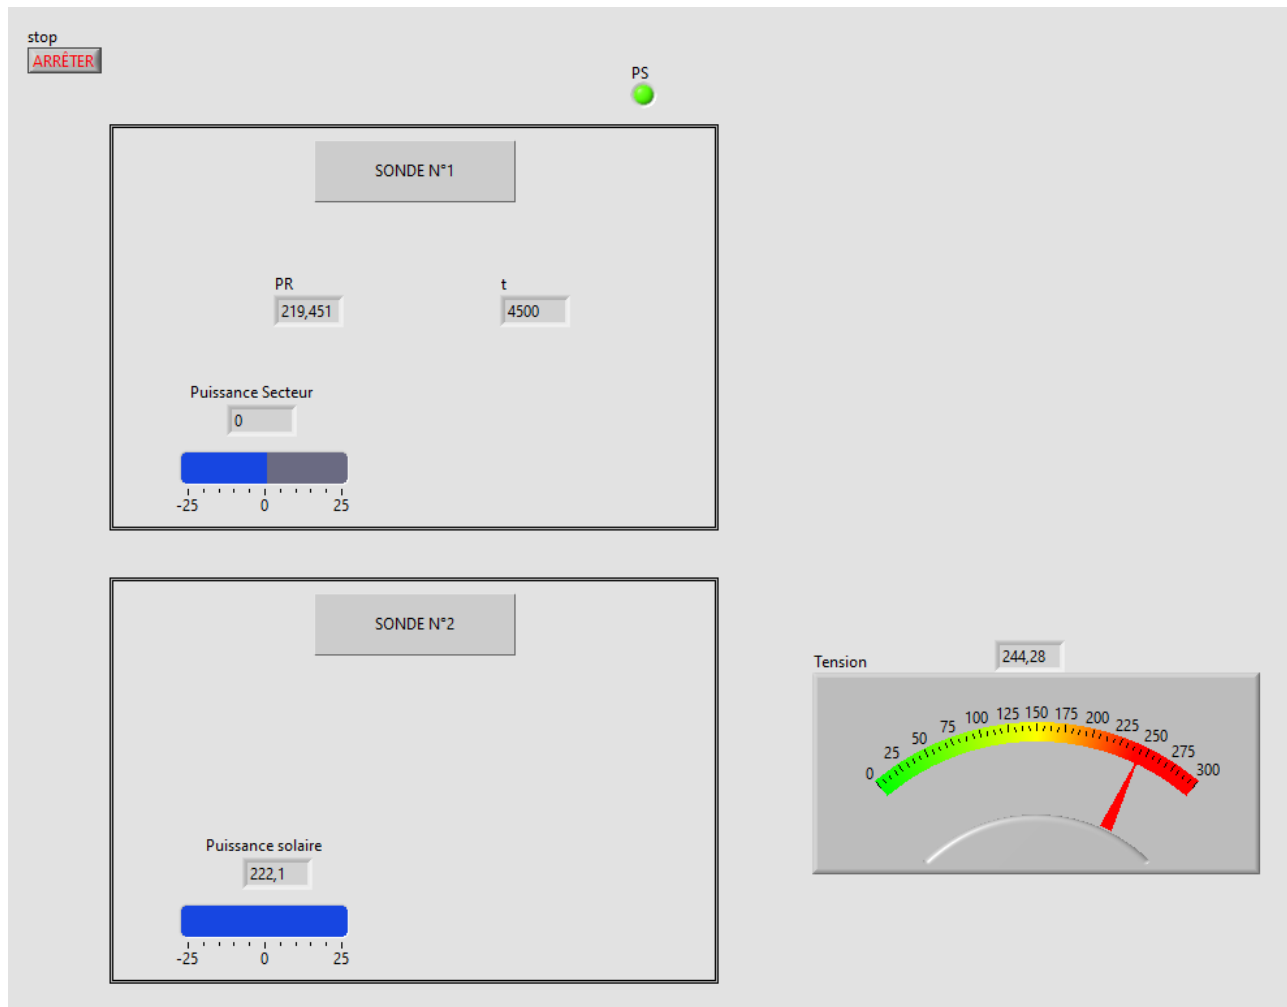 stop
ARRÊTER
PS
SONDE N°1
PR
t
219,451
4500
Puissance Secteur
0
-25 0 25
SONDE N°2
Tension
244,28
0 25 50 75 100 125 150 175 200 225 250 275 300
Puissance solaire
222,1
-25 0 25